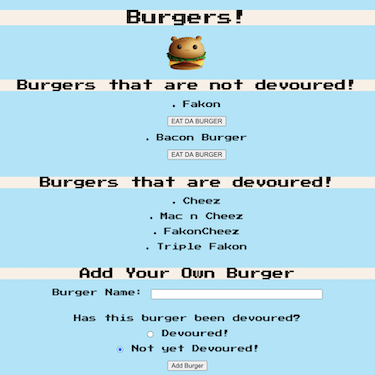 Burgers!
Burgers that are not devoured!
. Fakon
EAT DA BURGER
. Bacon Burger
EAT DA BURGER
Burgers that are devoured!
. Cheez
. Mac n Cheez
. FakonCheez
. Triple Fakon
Add Your Own Burger
Burger Name:
Has this burger been devoured?
Devoured!
Not yet Devoured!
Add Burger